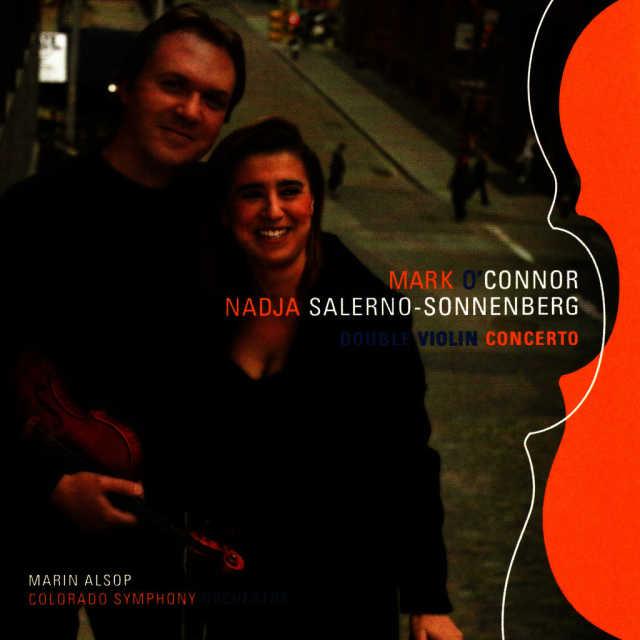 MARK O'CONNOR
NADJA SALERNO-SONNENBERG
DOUBLE VIOLIN CONCERTO
MARIN ALSOP
COLORADO SYMPHONY ORCHESTRA